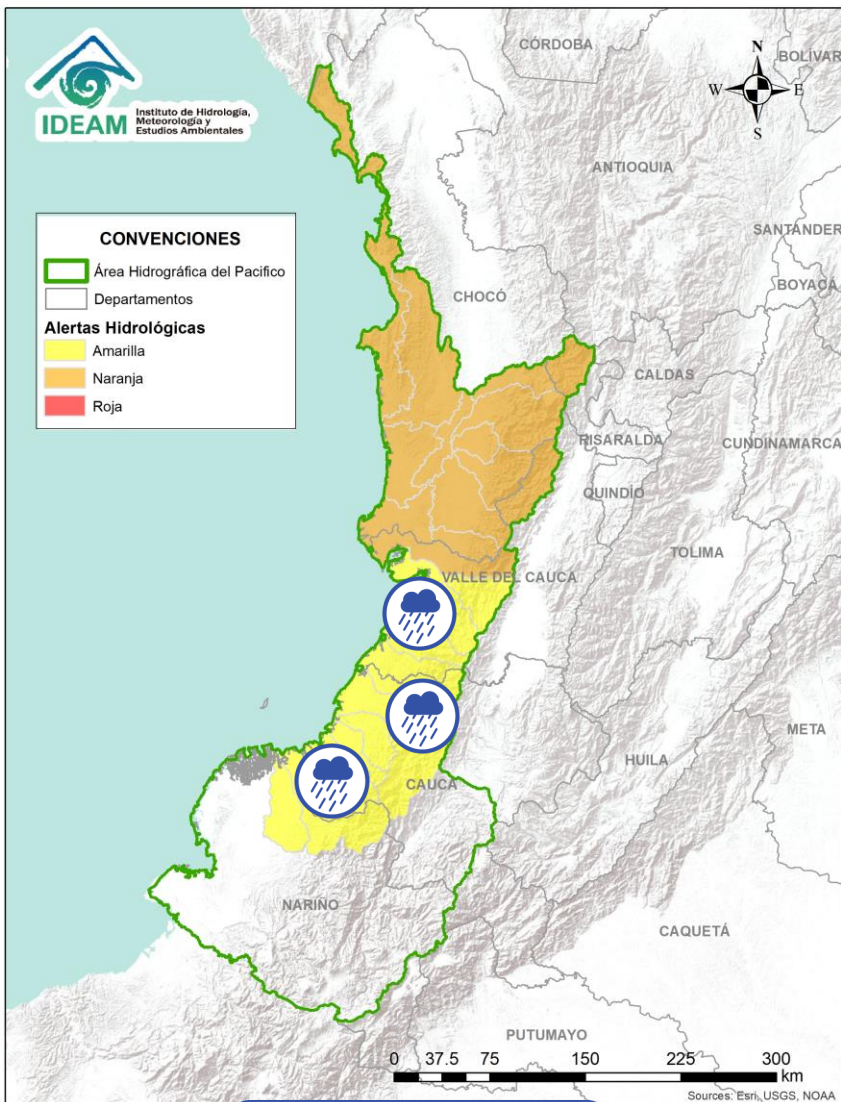 IDEAM
Instituto de Hidrología,
Meteorología y
Estudios Ambientales
CONVENCIONES
Área Hidrográfica del Pacifico
Departamentos
Alertas Hidrológicas
Amarilla
Naranja
Roja
N
W
E
S
CÓRDOBA
BOLÍVAR
ANTIOQUIA
SANTANDER
BOYACÁ
CHOCÓ
CALDAS
RISARALDA
CUNDINAMARCA
QUINDÍO
TOLIMA
VALLE DEL CAUCA
META
HUILA
CAUCA
NARIÑO
CAQUETÁ
PUTUMAYO
0 37.5 75 150 225 300
km
Sources: Esri, USGS, NOAA